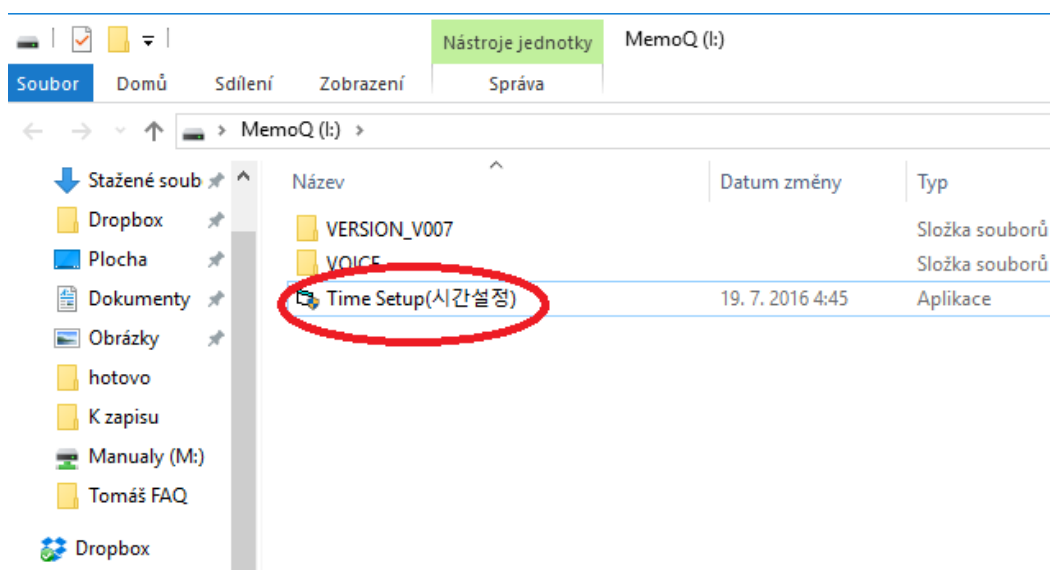 Nástroje jednotky MemoQ (I:)
Soubor Domů Sdílení Zobrazení Správa
MemoQ (I:)
Název Datum změny Typ
Stažené soub
Dropbox
Plocha
Dokumenty
Obrázky
hotovo
K zapisu
Manualy (M:)
Tomáš FAQ
Dropbox
VERSION_V007 Složka souborů
VOICE Složka souborů
Time Setup(시간설정) 19. 7. 2016 4:45 Aplikace